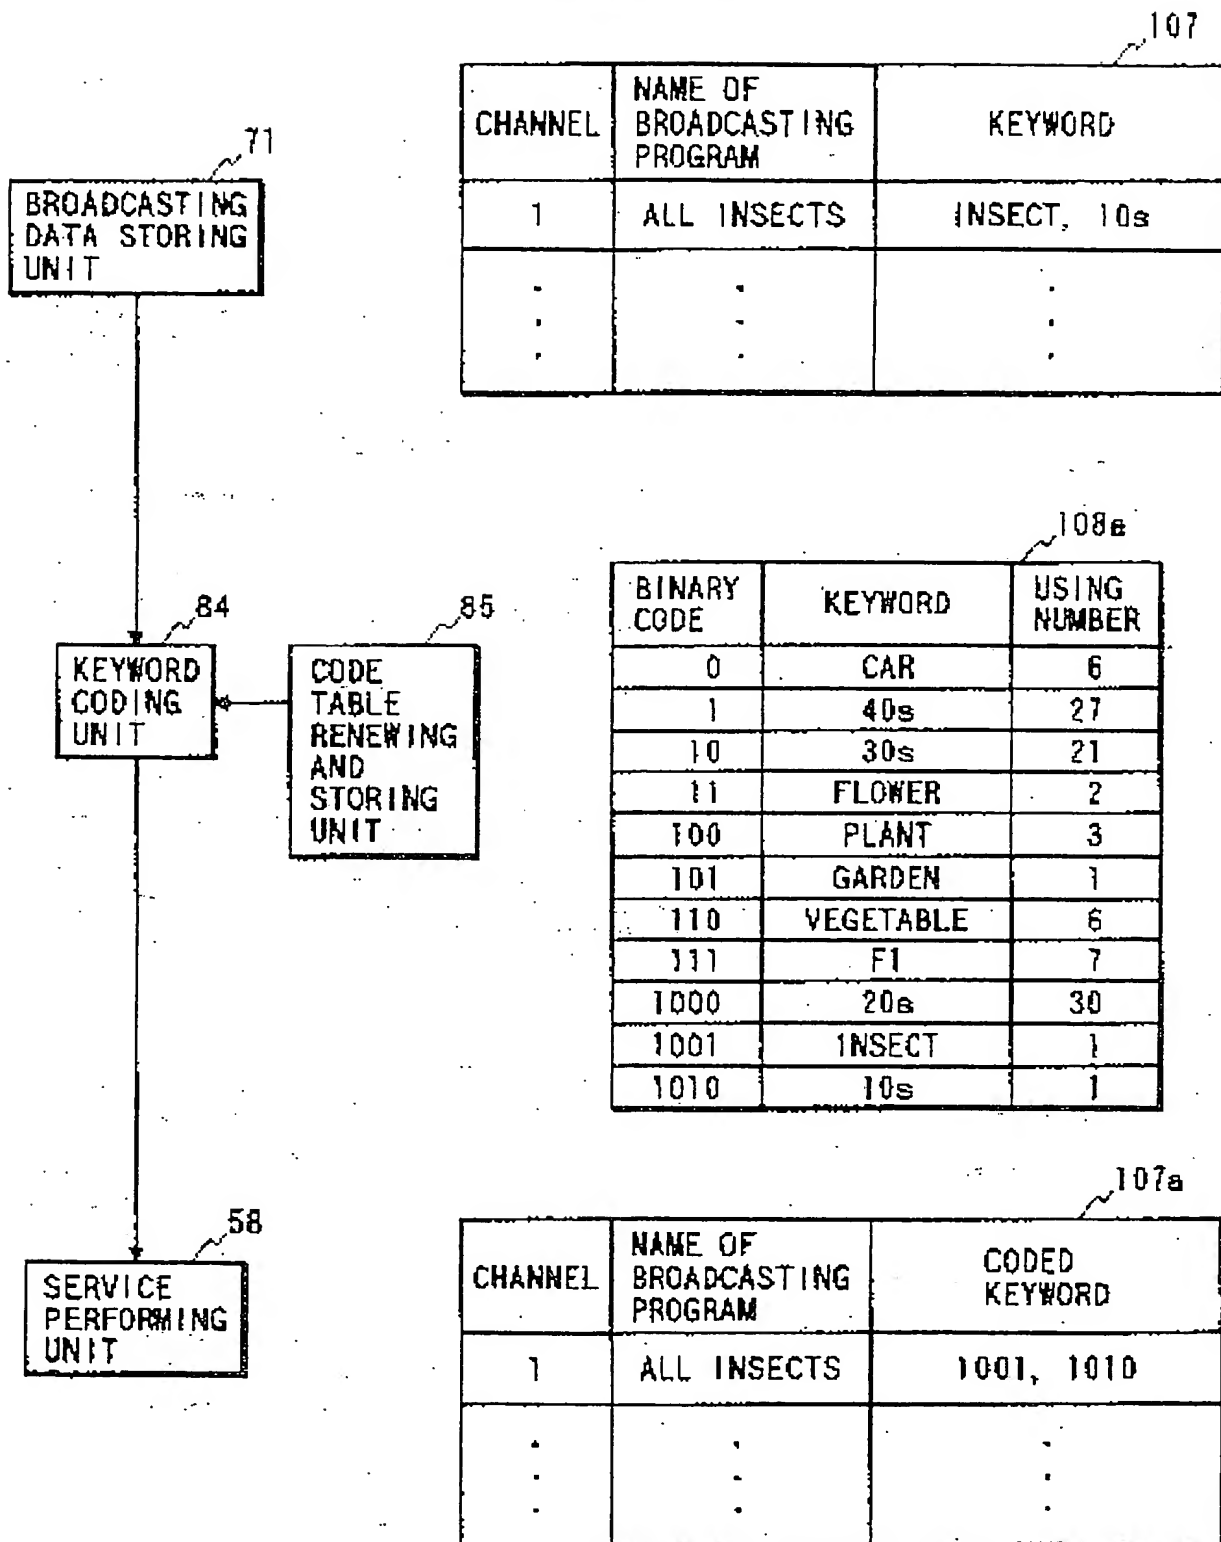 107
CHANNEL
NAME OF
BROADCASTING
PROGRAM
KEYWORD
1
ALL INSECTS
INSECT, 10s
71
BROADCASTING
DATA STORING
UNIT
84
KEYWORD
CODING
UNIT
85
CODE
TABLE
RENEWING
AND
STORING
UNIT
108a
BINARY
CODE
KEYWORD
USING
NUMBER
0 CAR 6
1 40s 27
10 30s 21
11 FLOWER 2
100 PLANT 3
101 GARDEN 1
110 VEGETABLE 6
111 F1 7
1000 20s 30
1001 INSECT 1
1010 10s 1
58
SERVICE
PERFORMING
UNIT
107a
CHANNEL
NAME OF
BROADCASTING
PROGRAM
CODED
KEYWORD
1
ALL INSECTS
1001, 1010